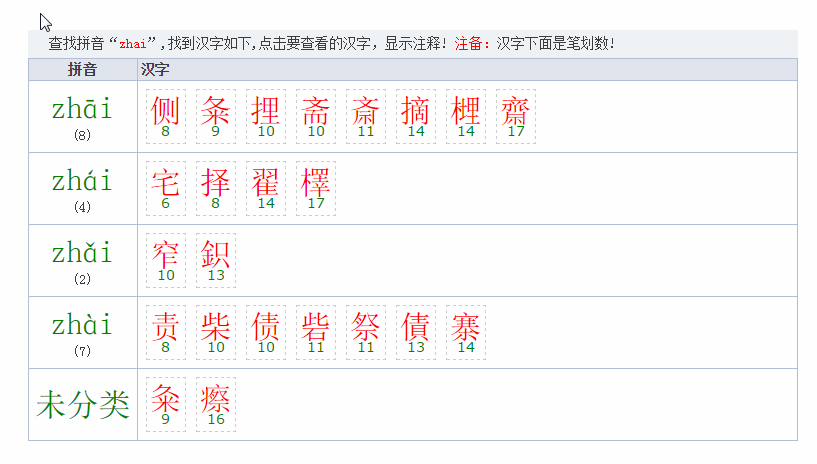 查找拼音“zhai”,找到汉字如下,点击要查看的汉字，显示注释! 注备：汉字下面是笔划数!
拼音 汉字
zhāi 侧 粂 捚 斋 斎 摘 榸 齋
(8) 8 9 10 10 11 14 14 17
zhái 宅 择 翟 檡
(4) 6 8 14 17
zhǎi 窄 鉙
(2) 10 13
zhài 责 柴 债 砦 祭 債 寨
(7) 8 10 10 11 11 13 14
未分类 粂 瘵
9 16